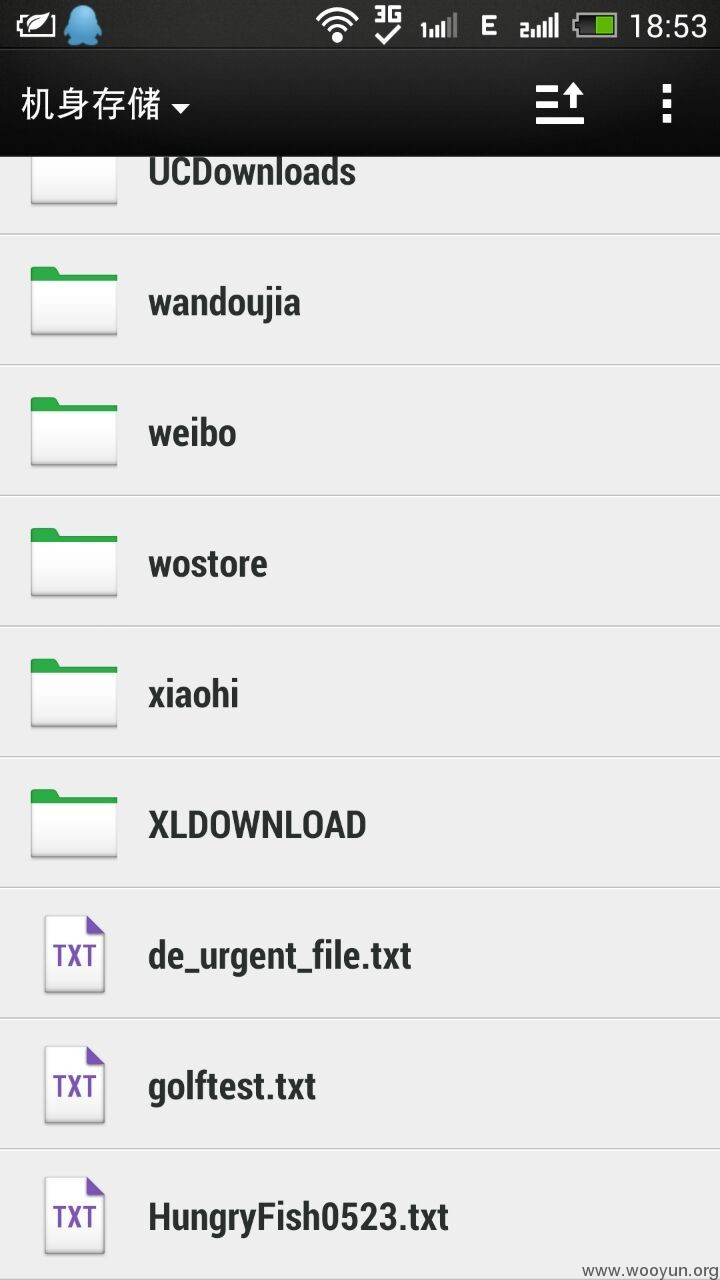 3G
1
E
2
18:53
机身存储
UCDownloads
wandoujia
weibo
wostore
xiaohi
XLDOWNLOAD
TXT
de_urgent_file.txt
TXT
golftest.txt
TXT
HungryFish0523.txt
www.wooyun.org